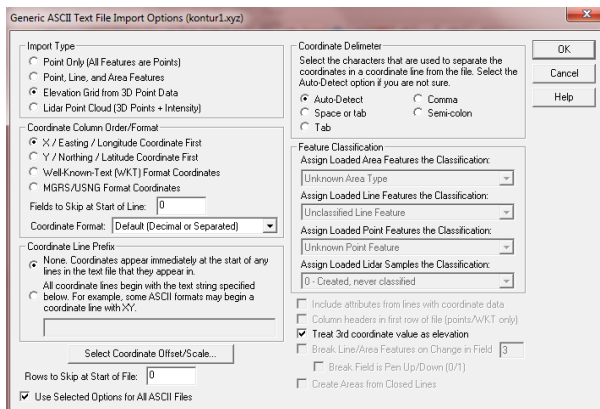 Generic ASCII Text File Import Options (kontur1.xyz)
Import Type
Point Only (All Features are Points)
Point, Line, and Area Features
Elevation Grid from 3D Point Data
Lidar Point Cloud (3D Points + Intensity)
Coordinate Column Order/Format
X / Easting / Longitude Coordinate First
Y / Northing / Latitude Coordinate First
Well-Known-Text (WKT) Format Coordinates
MGRS/USNG Format Coordinates
Fields to Skip at Start of Line: 0
Coordinate Format: Default (Decimal or Separated)
Coordinate Line Prefix
None. Coordinates appear immediately at the start of any
lines in the text file that they appear in.
All coordinate lines begin with the text string specified
below. For example, some ASCII formats may begin a
coordinate line with XY.
Select Coordinate Offset/Scale...
Rows to Skip at Start of File: 0
Use Selected Options for All ASCII Files
Coordinate Delimeter
Select the characters that are used to separate the
coordinates in a coordinate line from the file. Select the
Auto-Detect option if you are not sure.
Auto-Detect Comma
Space or tab Semi-colon
Tab
Feature Classification
Assign Loaded Area Features the Classification:
Unknown Area Type
Assign Loaded Line Features the Classification:
Unclassified Line Feature
Assign Loaded Point Features the Classification:
Unknown Point Feature
Assign Loaded Lidar Samples the Classification:
0 - Created, never classified
Include attributes from lines with coordinate data
Column headers in first row of file (points/WKT only)
Treat 3rd coordinate value as elevation
Break Line/Area Features on Change in Field 3
Break Field is Pen Up/Down (0/1)
Create Areas from Closed Lines
OK
Cancel
Help